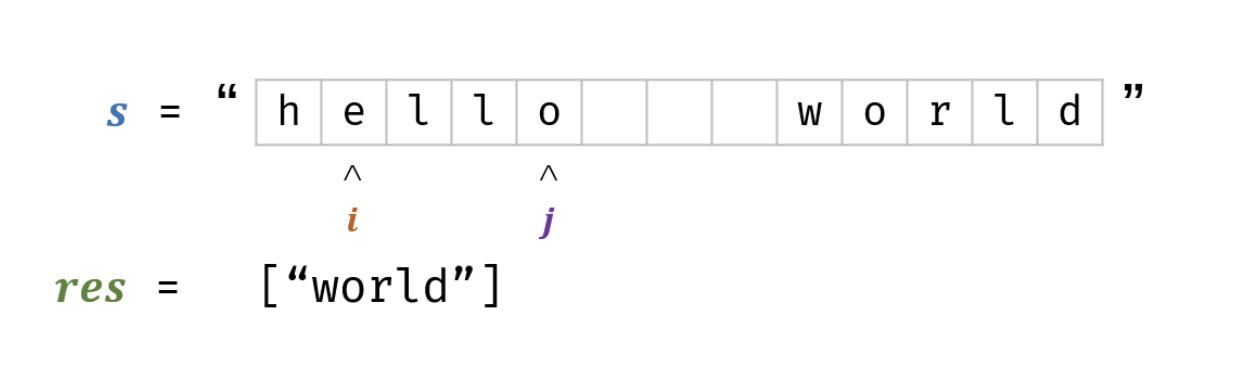 s = “ h e l l o       w o r l d ”
^ ^
i j
res = [“world”]